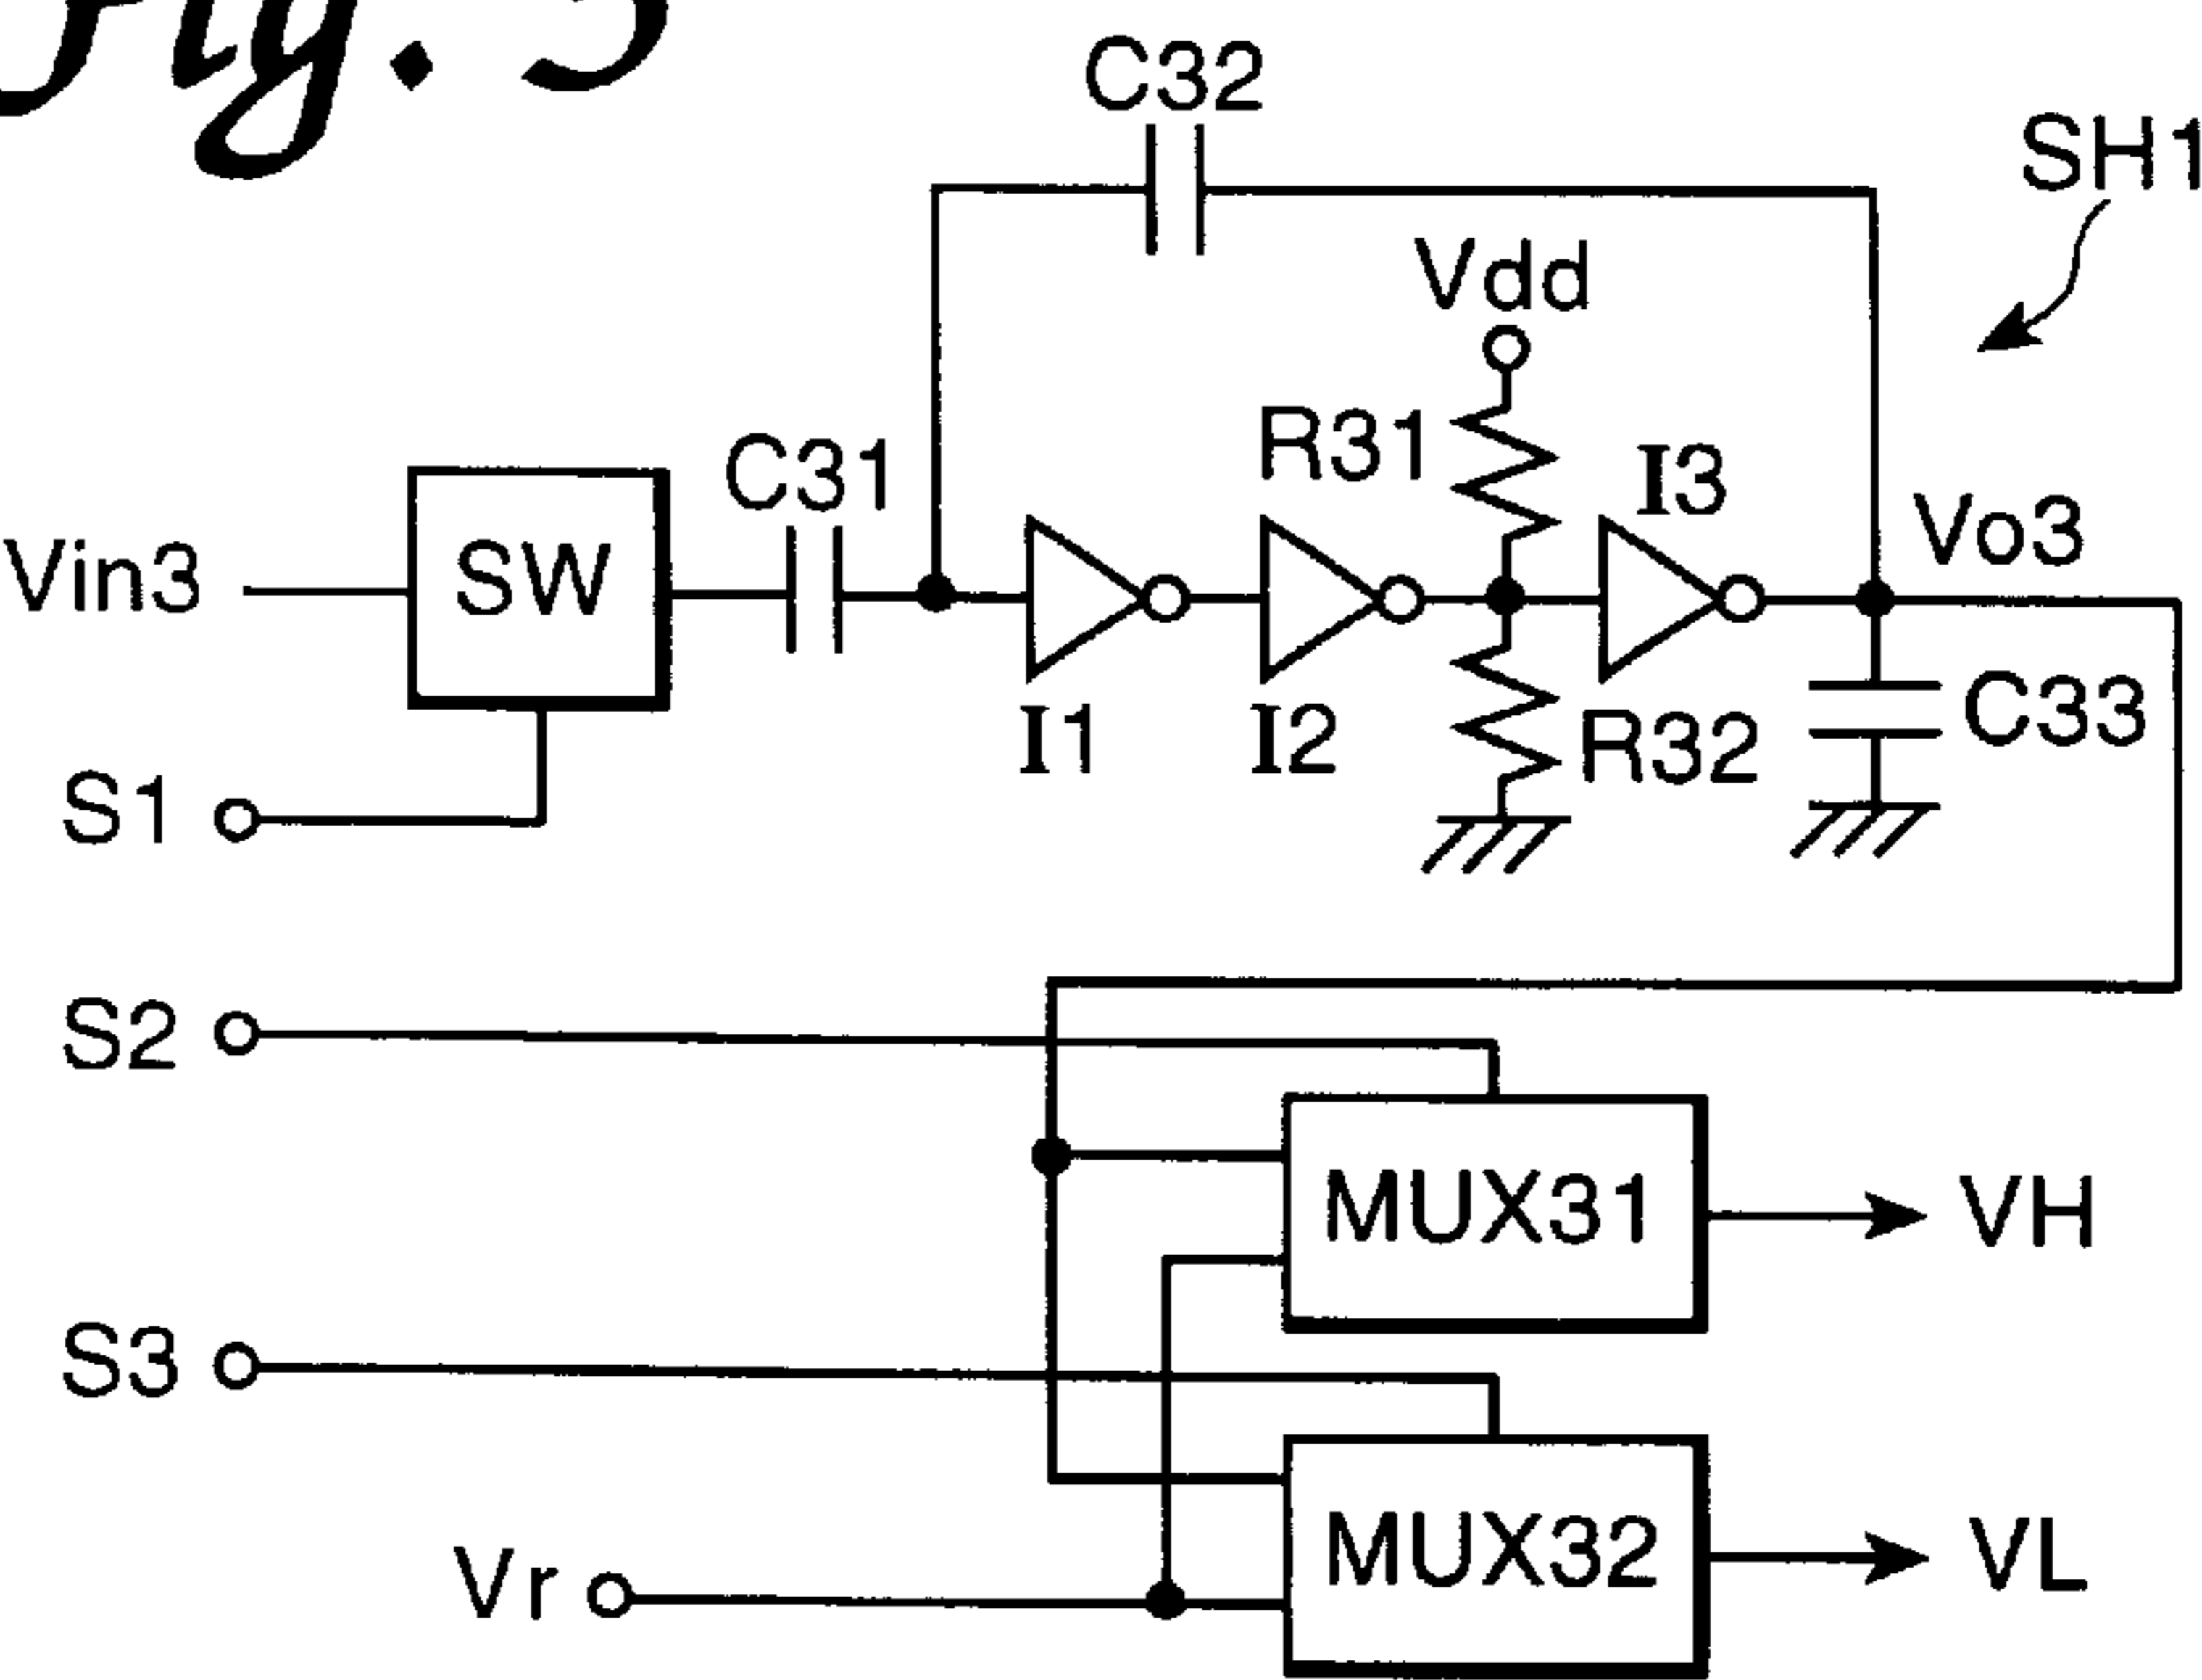 Fig. 3
C32
SH1
Vdd
C31
R31
I3
Vin3
SW
Vo3
I1
I2
R32
C33
S1
S2
MUX31
VH
S3
MUX32
VL
Vr